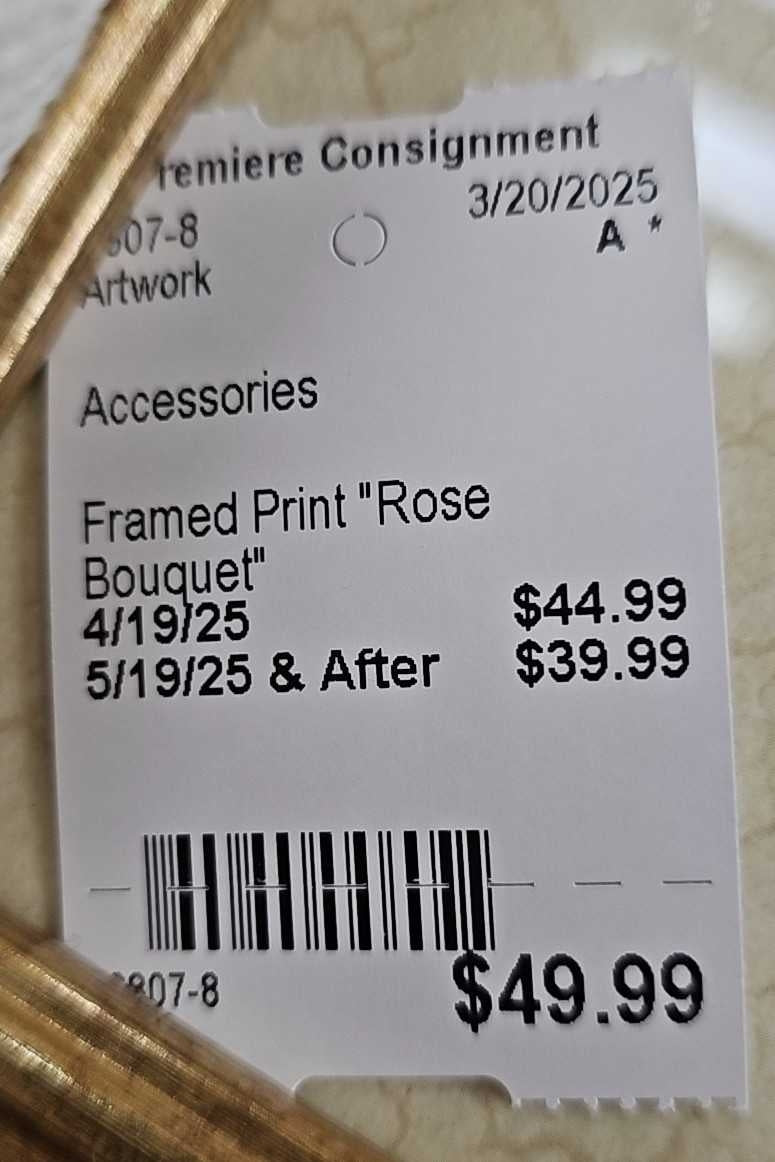 remiere Consignment
3/20/2025
807-8
A *
Artwork
Accessories
Framed Print "Rose
Bouquet"
4/19/25 $44.99
5/19/25 & After $39.99
807-8
$49.99